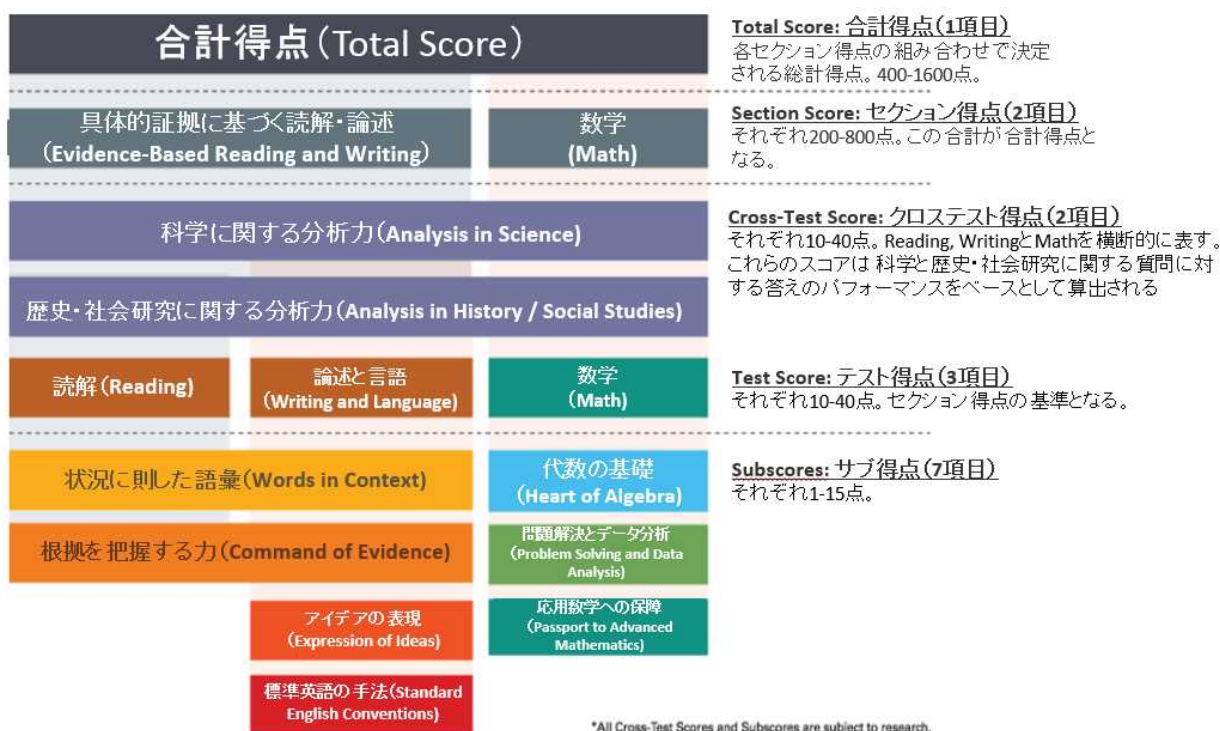 合計得点(Total Score)
Total Score: 合計得点(1項目)
各セクション得点の組み合わせで決定
される総計得点。400-1600点。
具体的証拠に基づく読解・論述
(Evidence-Based Reading and Writing)
数学
(Math)
Section Score: セクション得点(2項目)
それぞれ200-800点。この合計が合計得点と
なる。
科学に関する分析力(Analysis in Science)
歴史・社会研究に関する分析力(Analysis in History / Social Studies)
Cross-Test Score: クロステスト得点(2項目)
それぞれ10-40点。Reading, WritingとMathを横断的に表す。
これらのスコアは科学と歴史・社会研究に関する質問に対
する答えのパフォーマンスをベースとして算出される
読解(Reading)
論述と言語
(Writing and Language)
数学
(Math)
Test Score: テスト得点(3項目)
それぞれ10-40点。セクション得点の基準となる。
状況に則した語彙(Words in Context)
代数の基礎
(Heart of Algebra)
Subscores: サブ得点(7項目)
それぞれ1-15点。
根拠を把握する力(Command of Evidence)
問題解決とデータ分析
(Problem Solving and Data
Analysis)
アイデアの表現
(Expression of Ideas)
応用数学への保障
(Passport to Advanced
Mathematics)
標準英語の手法(Standard
English Conventions)
*All Cross-Test Scores and Subscores are subject to research.